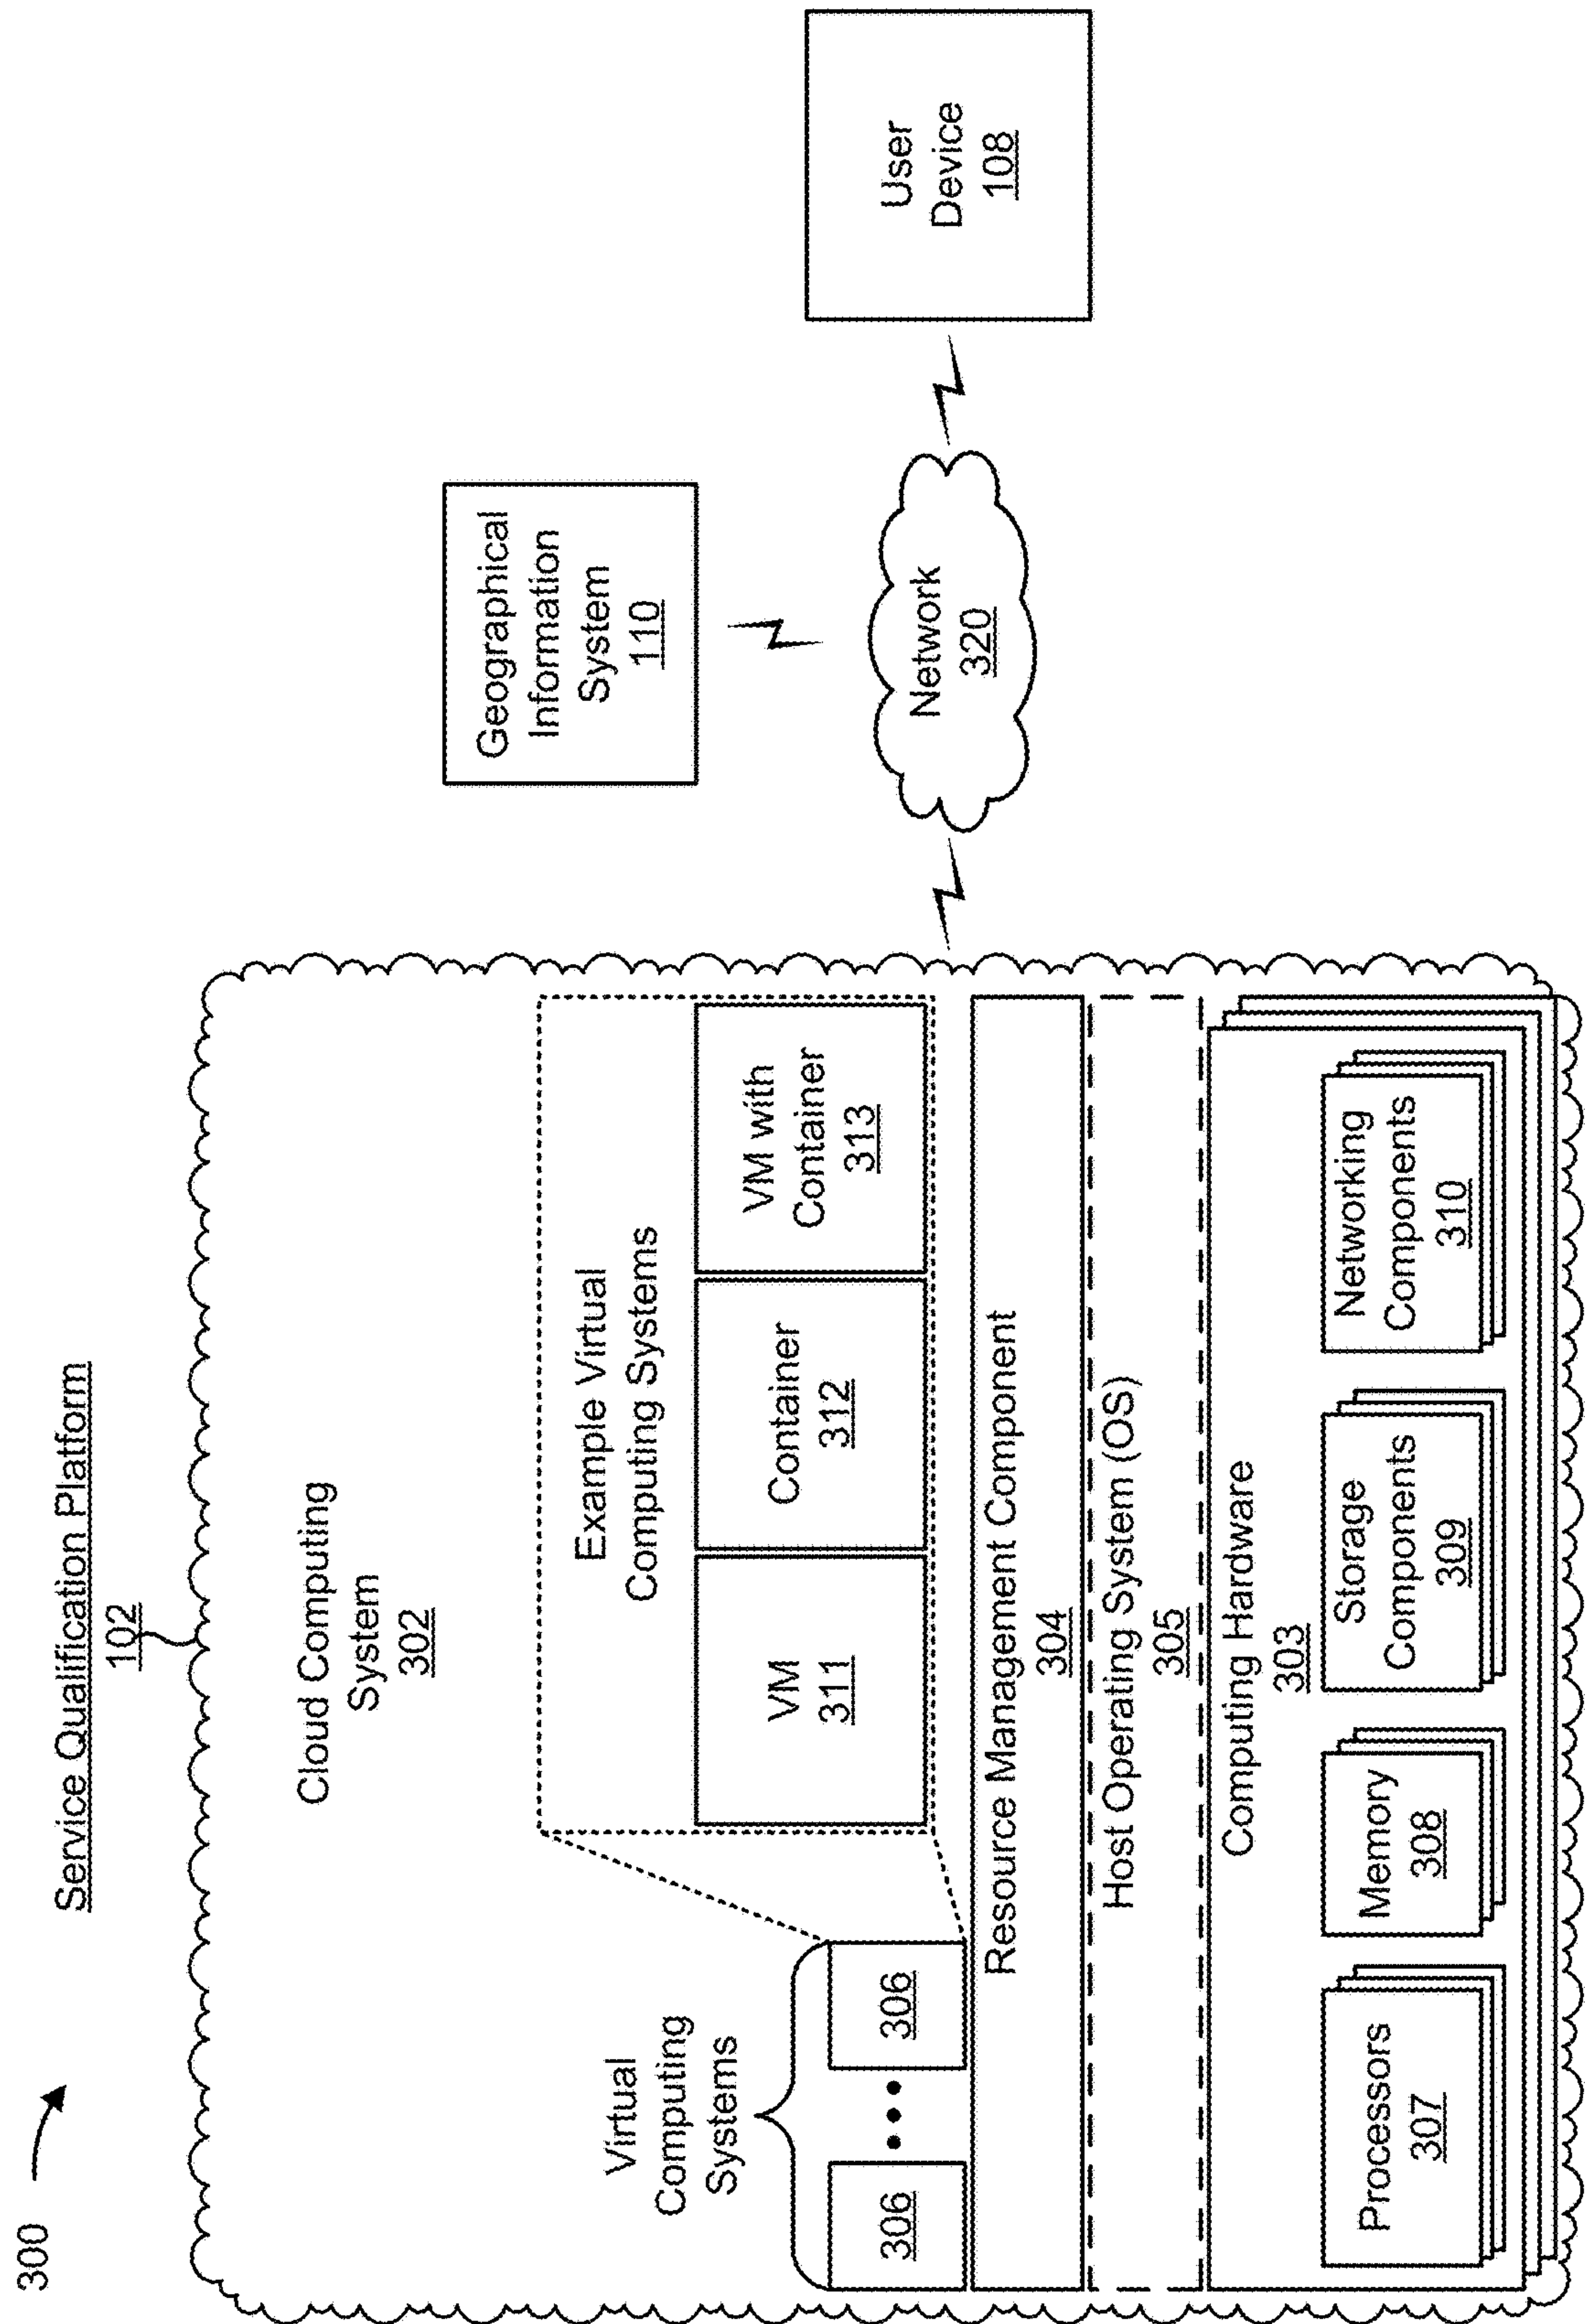 300
Service Qualification Platform
102
Cloud Computing
System
302
Virtual
Computing
Systems
306
306
Example Virtual
Computing Systems
VM
311
Container
312
VM with
Container
313
Resource Management Component
304
Host Operating System (OS)
305
Computing Hardware
303
Processors
307
Memory
308
Storage
Components
309
Networking
Components
310
Geographical
Information
System
110
Network
320
User
Device
108